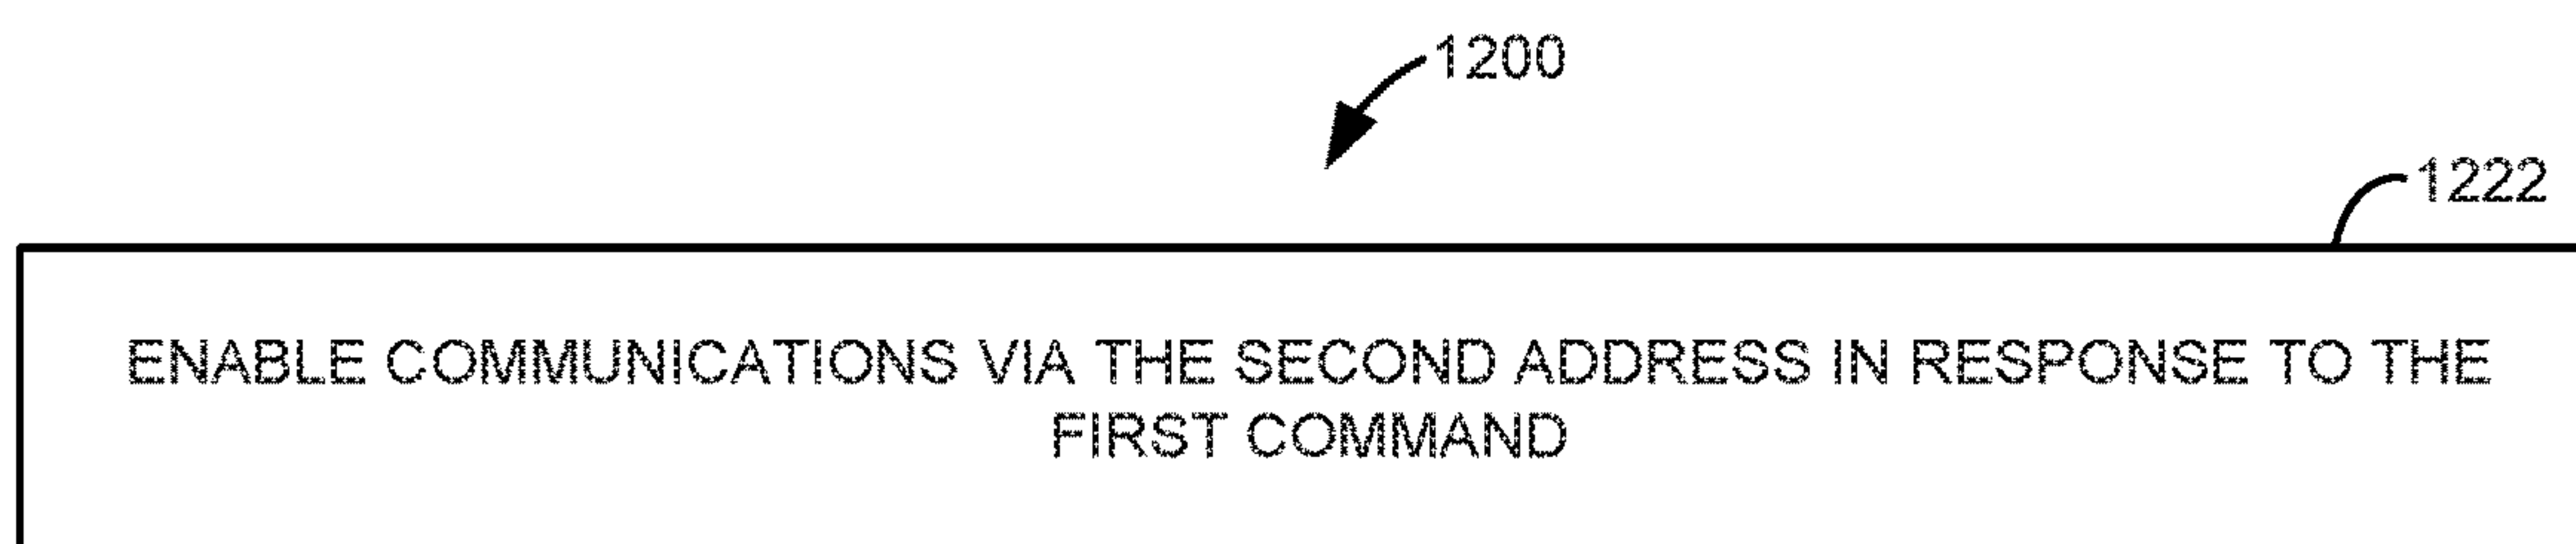 1200
1222
ENABLE COMMUNICATIONS VIA THE SECOND ADDRESS IN RESPONSE TO THE
FIRST COMMAND